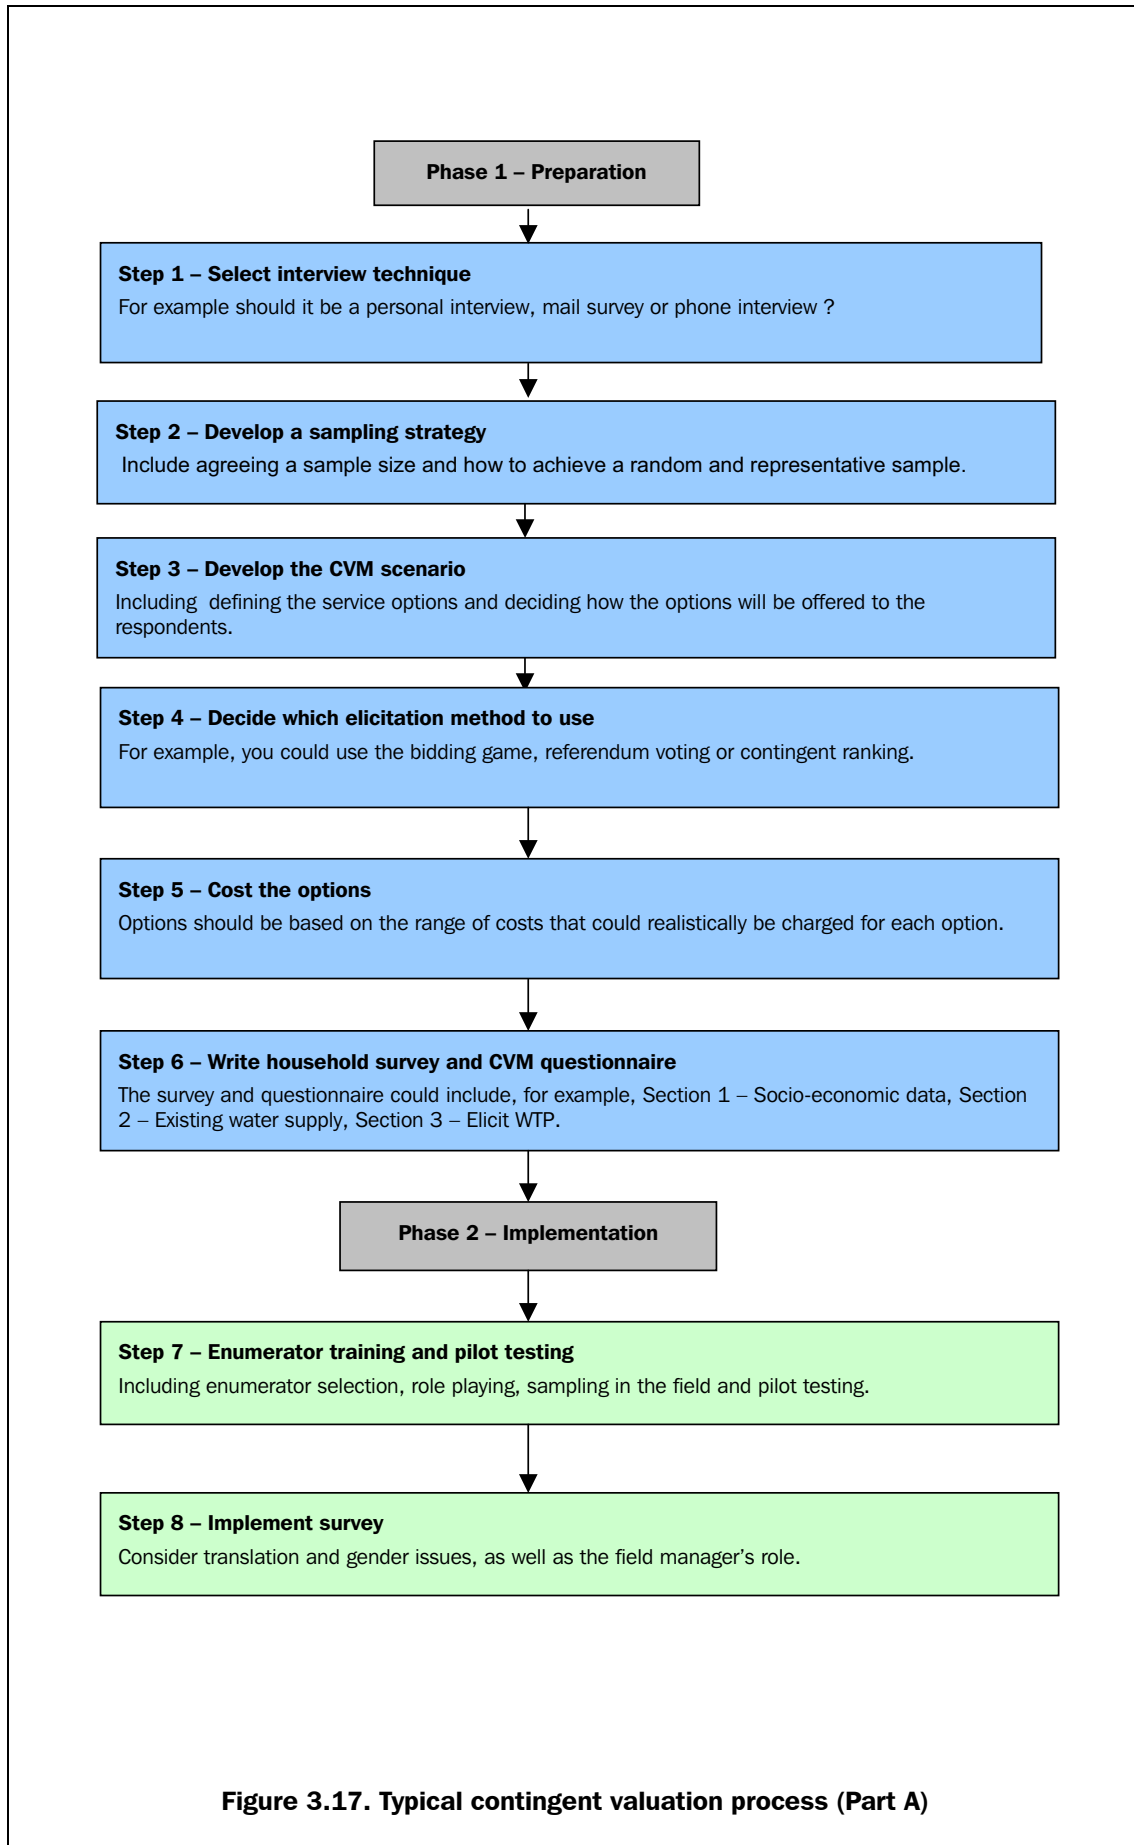 Phase 1 – Preparation
Step 1 – Select interview technique
For example should it be a personal interview, mail survey or phone interview ?
Step 2 – Develop a sampling strategy
Include agreeing a sample size and how to achieve a random and representative sample.
Step 3 – Develop the CVM scenario
Including defining the service options and deciding how the options will be offered to the
respondents.
Step 4 – Decide which elicitation method to use
For example, you could use the bidding game, referendum voting or contingent ranking.
Step 5 – Cost the options
Options should be based on the range of costs that could realistically be charged for each option.
Step 6 – Write household survey and CVM questionnaire
The survey and questionnaire could include, for example, Section 1 – Socio-economic data, Section
2 – Existing water supply, Section 3 – Elicit WTP.
Phase 2 – Implementation
Step 7 – Enumerator training and pilot testing
Including enumerator selection, role playing, sampling in the field and pilot testing.
Step 8 – Implement survey
Consider translation and gender issues, as well as the field manager's role.
Figure 3.17. Typical contingent valuation process (Part A)